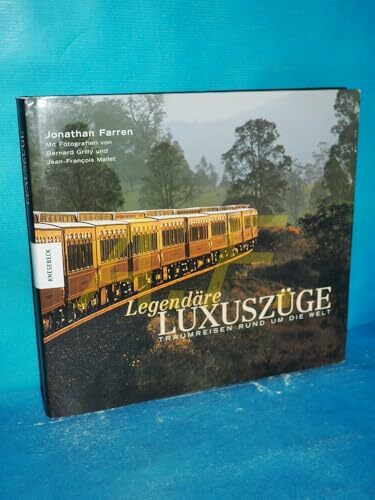 Jonathan Farren
Mit Fotografien von
Bernard Grilly und
Jean-François Mallet
KNESEBECK
Legendäre
LUXUSZÜGE
TRAUMREISEN RUND UM DIE WELT